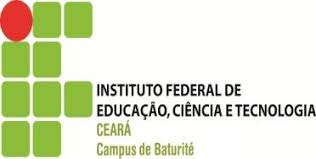 INSTITUTO FEDERAL DE
EDUCAÇÃO, CIÊNCIA E TECNOLOGIA
CEARÁ
Campus de Baturité